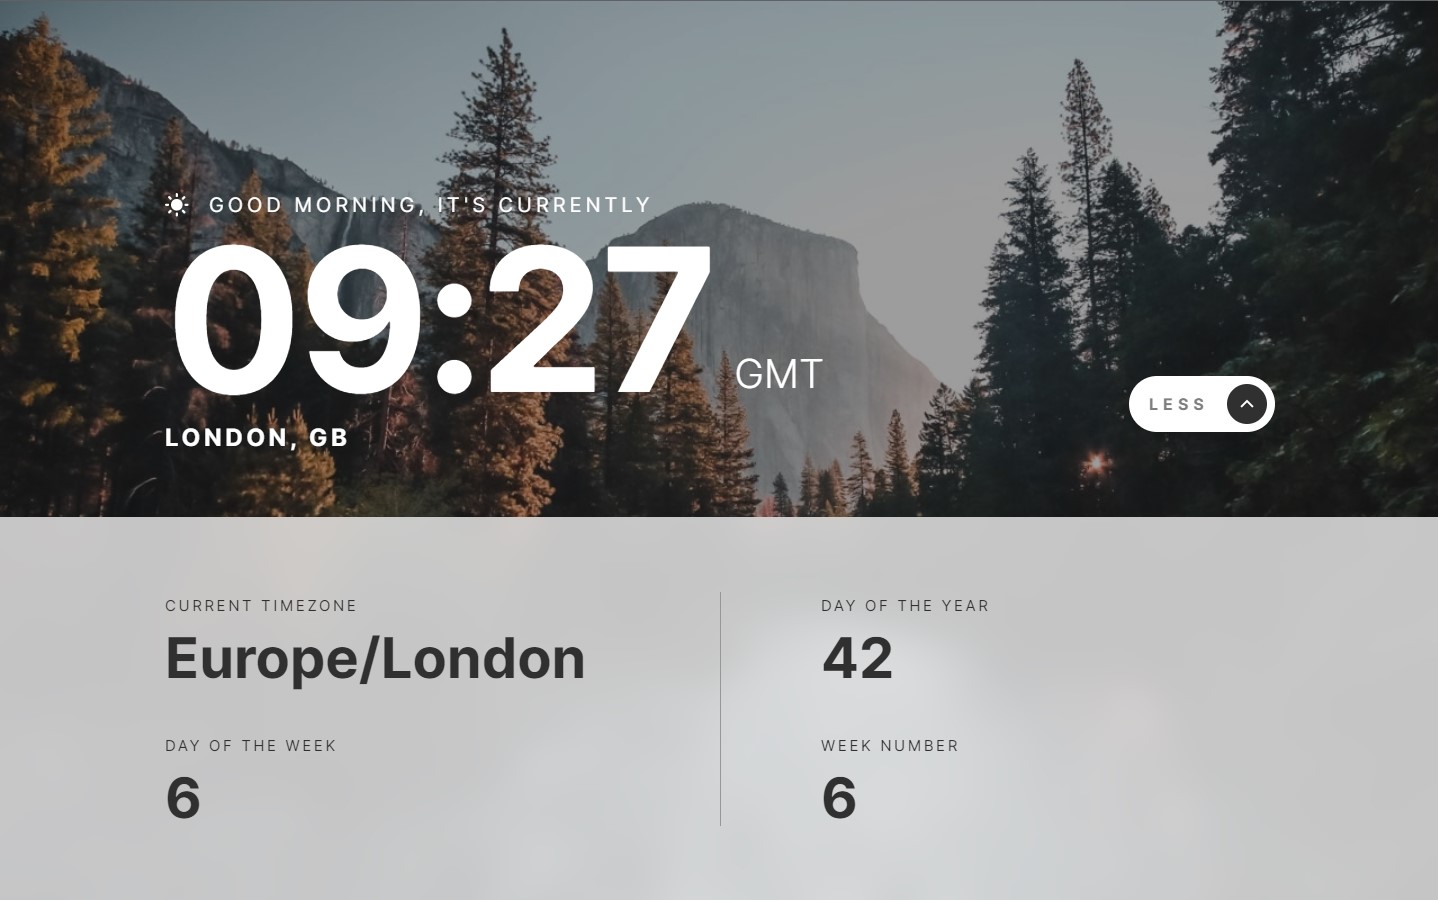 GOOD MORNING, IT'S CURRENTLY
09:27 GMT
LONDON, GB
LESS
CURRENT TIMEZONE
Europe/London
DAY OF THE WEEK
6
DAY OF THE YEAR
42
WEEK NUMBER
6